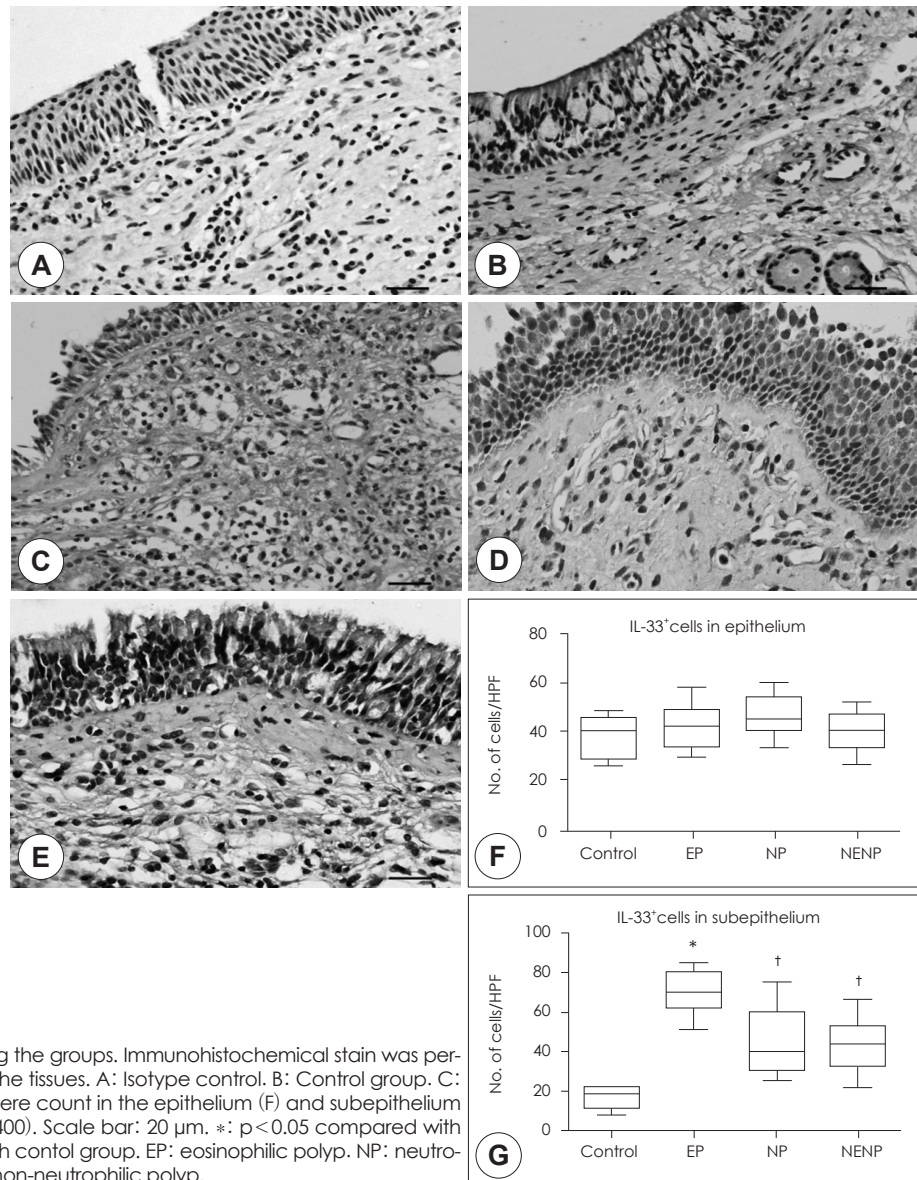 A
B
C
D
E
IL-33⁺cells in epithelium
No. of cells/HPF
80
60
40
20
0
Control EP NP NENP
F
IL-33⁺cells in subepithelium
No. of cells/HPF
100
80
60
40
20
0
*
†
†
Control EP NP NENP
G
g the groups. Immunohistochemical stain was per-
he tissues. A: Isotype control. B: Control group. C:
ere count in the epithelium (F) and subepithelium
400). Scale bar: 20 μm. *: p<0.05 compared with
h contol group. EP: eosinophilic polyp. NP: neutro-
non-neutrophilic polyp.